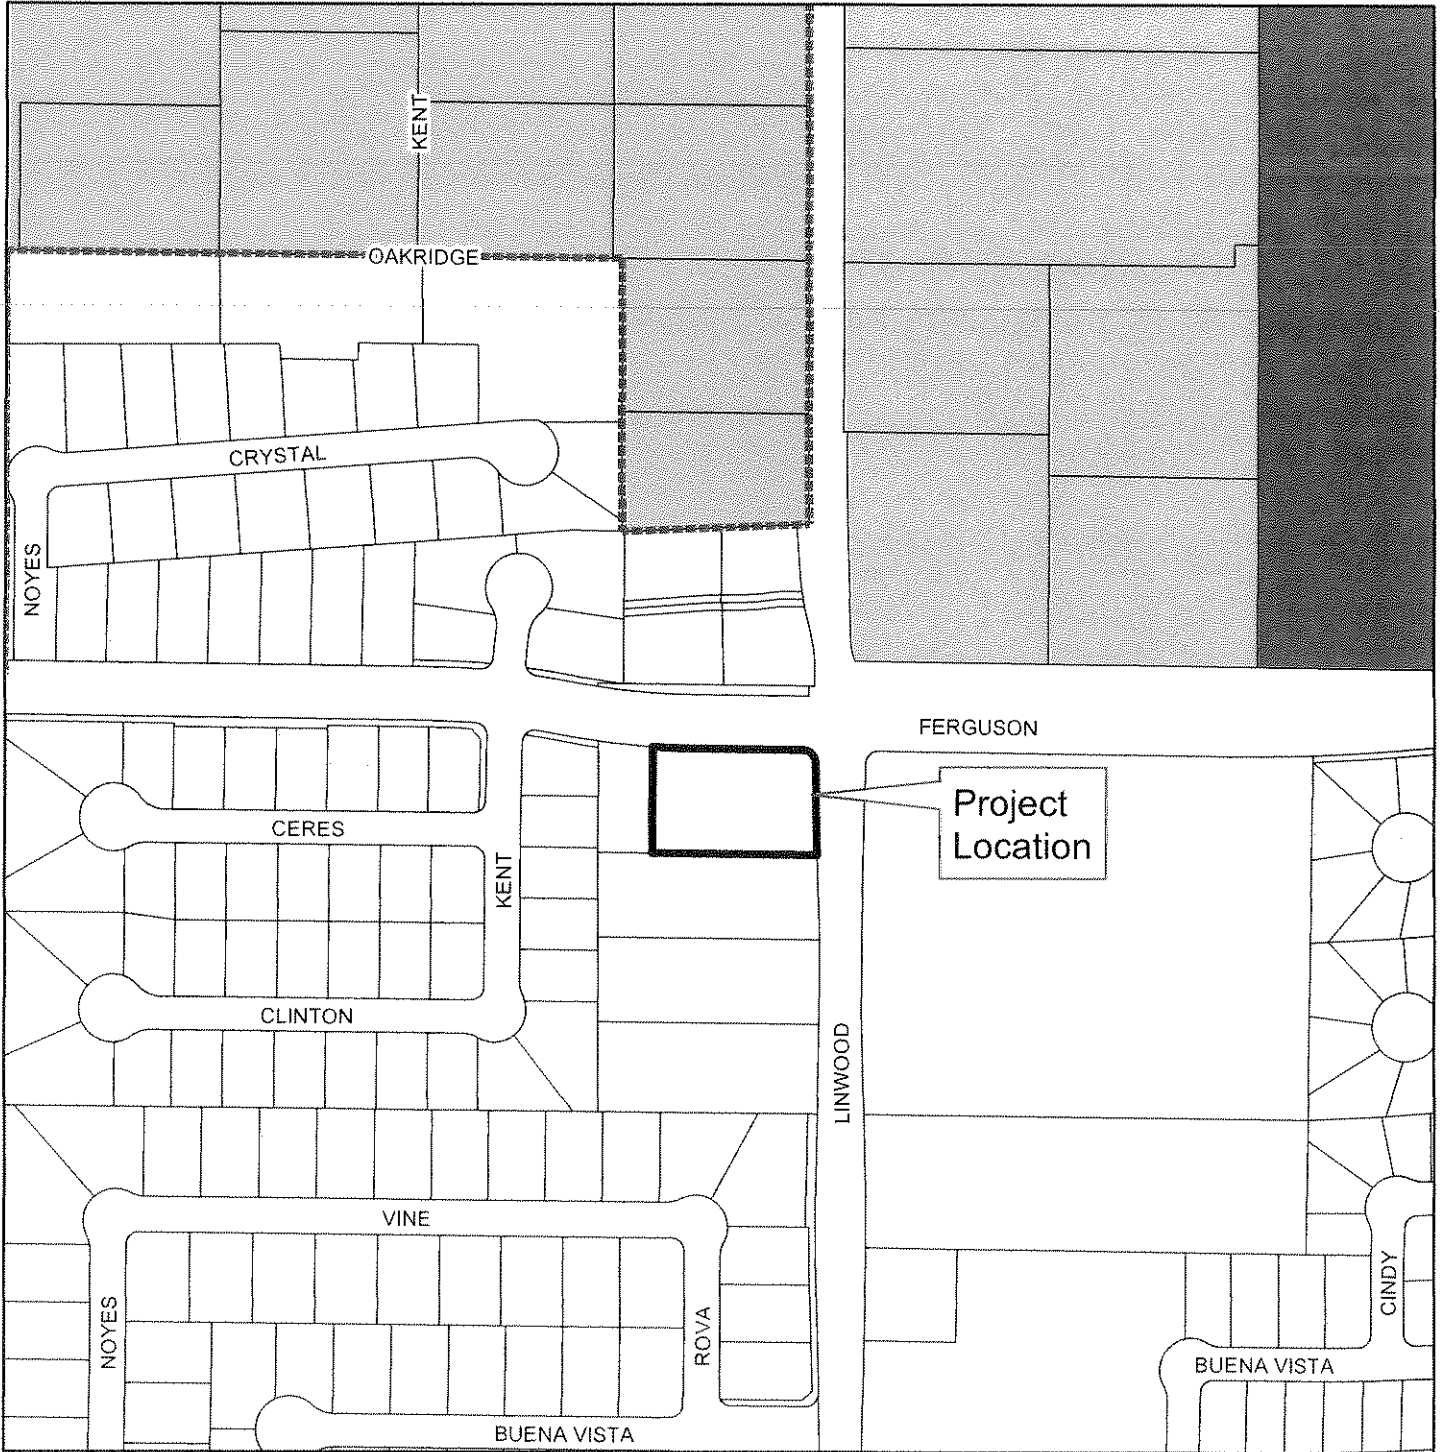 KENT
OAKRIDGE
CRYSTAL
NOYES
FERGUSON
Project
Location
CERES
KENT
CLINTON
LINWOOD
VINE
NOYES
ROVA
CINDY
BUENA VISTA
BUENA VISTA